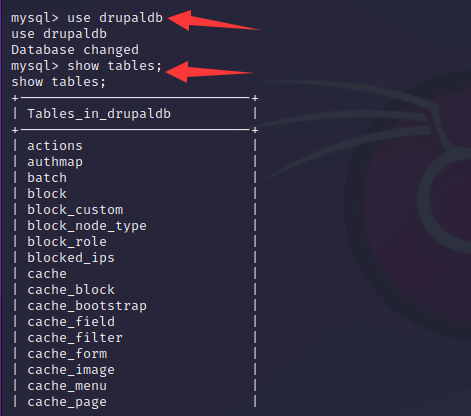 mysql> use drupaldb
use drupaldb
Database changed
mysql> show tables;
show tables;
+-----------------------------+
| Tables_in_drupaldb |
+-----------------------------+
| actions |
| authmap |
| batch |
| block |
| block_custom |
| block_node_type |
| block_role |
| blocked_ips |
| cache |
| cache_block |
| cache_bootstrap |
| cache_field |
| cache_filter |
| cache_form |
| cache_image |
| cache_menu |
| cache_page |